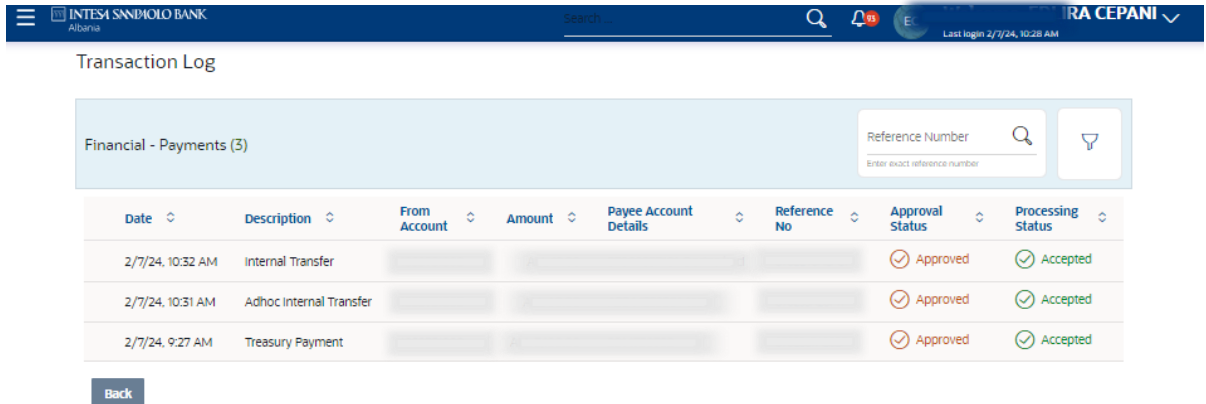 INTESA SANPAOLO BANK
Albania
Search ...
93
EC
IRA CEPANI
Last login 2/7/24, 10:28 AM
Transaction Log
Financial - Payments (3)
Reference Number
Enter exact reference number
Date Description From Account Amount Payee Account Details Reference No Approval Status Processing Status
2/7/24, 10:32 AM Internal Transfer Approved Accepted
2/7/24, 10:31 AM Adhoc Internal Transfer Approved Accepted
2/7/24, 9:27 AM Treasury Payment Approved Accepted
Back